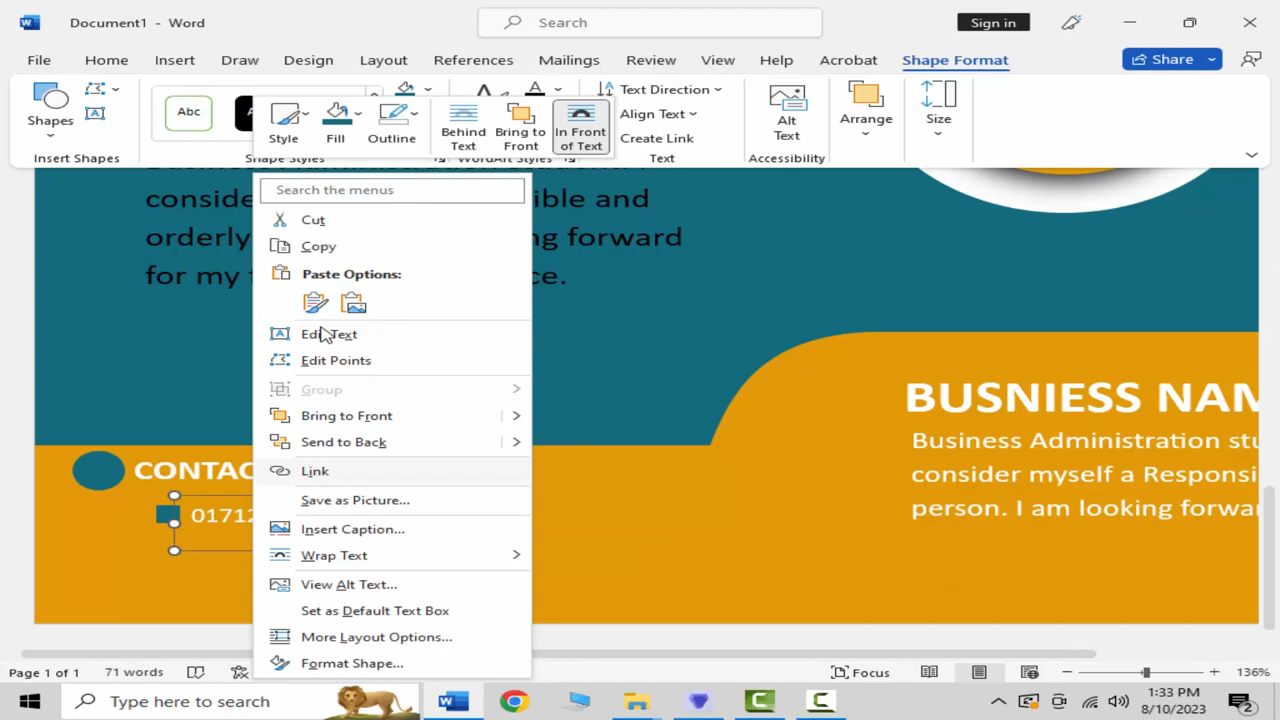 Document1 - Word
Search
Sign in
File Home Insert Draw Design Layout References Mailings Review View Help Acrobat Shape Format
Share
Shapes
Insert Shapes
Abc
Shape Styles
Style
Fill
Outline
Behind Text
Bring to Front
In Front of Text
WordArt Styles
Text Direction
Align Text
Create Link
Text
Alt Text
Accessibility
Arrange
Size
Search the menus
Cut
Copy
Paste Options:
Edit Text
Edit Points
Group
Bring to Front
Send to Back
Link
Save as Picture...
Insert Caption...
Wrap Text
View Alt Text...
Set as Default Text Box
More Layout Options...
Format Shape...
ible and
orderly ng forward
for my ce.
CONTAC
01712
BUSNIESS NAM
Business Administration stu
consider myself a Responsi
person. I am looking forwar
Page 1 of 1 71 words
Focus
136%
Type here to search
1:33 PM
8/10/2023
2